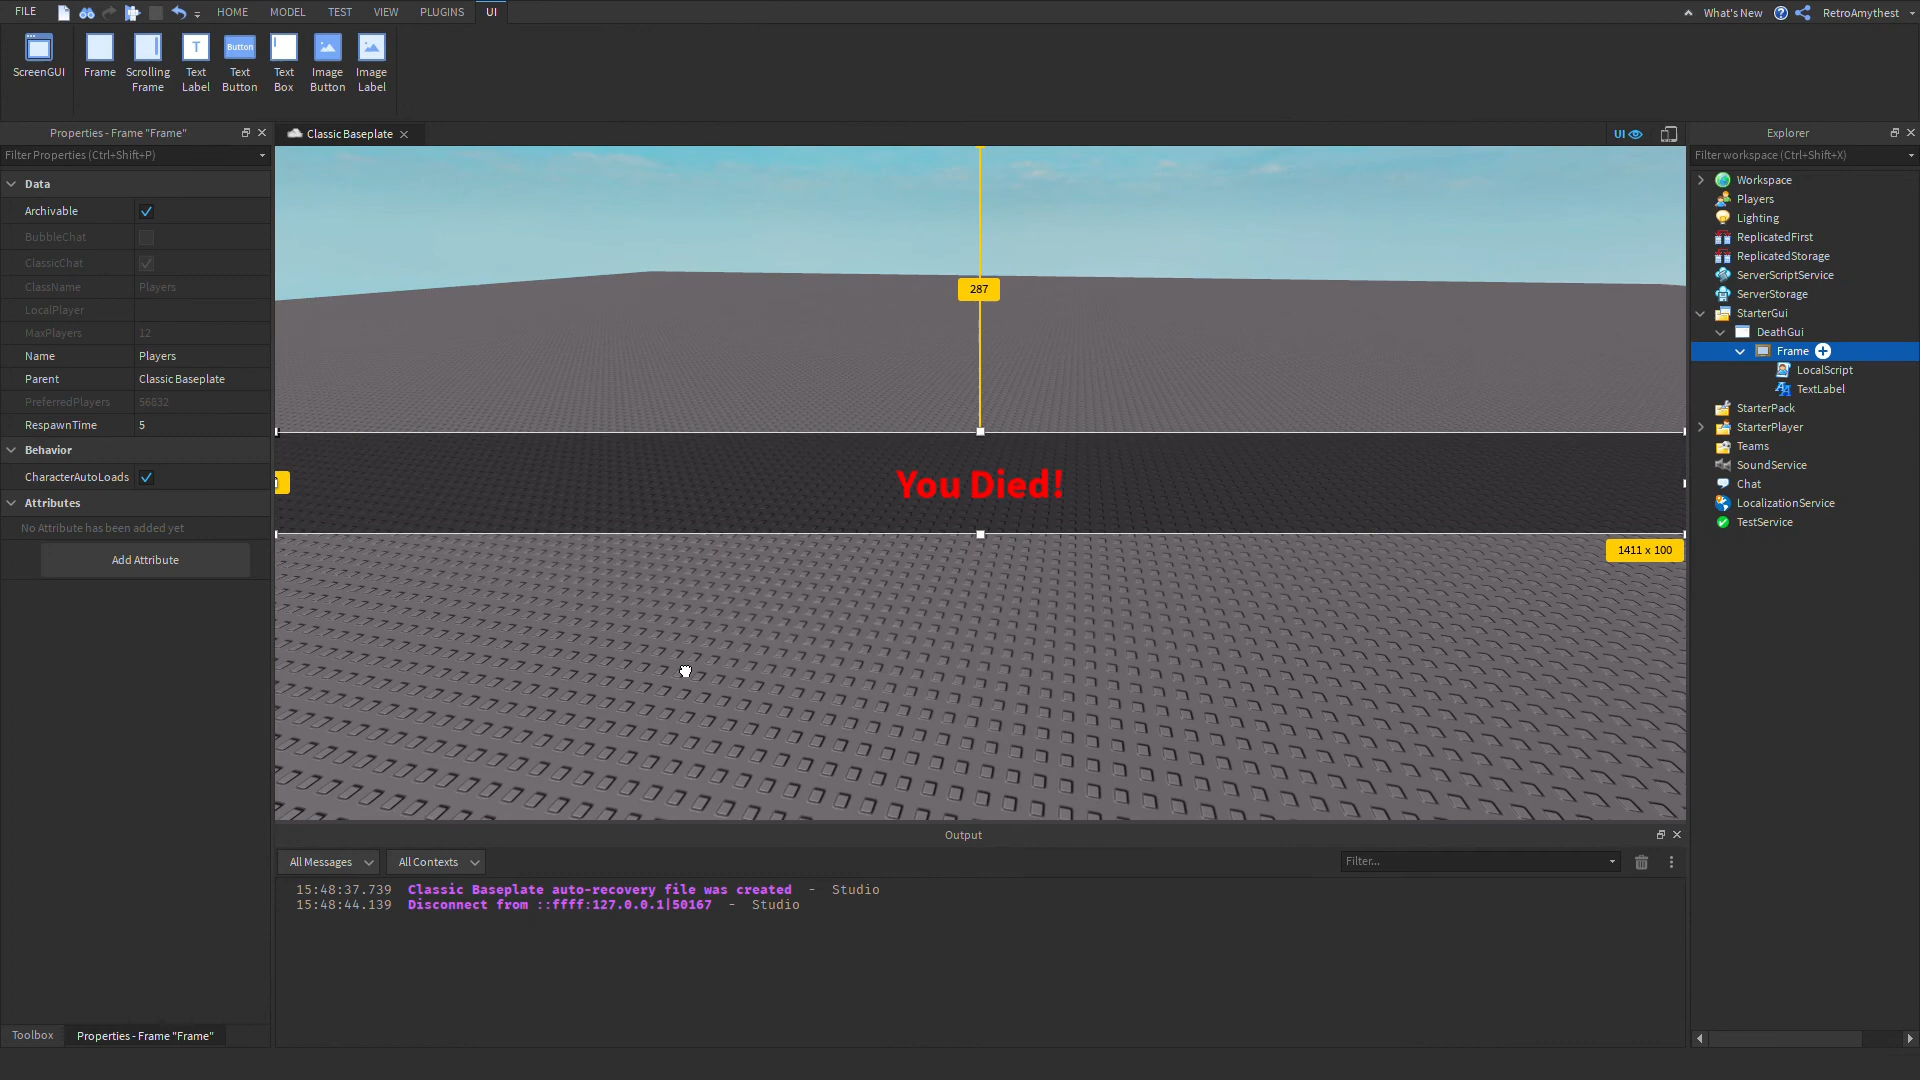 FILE HOME MODEL TEST VIEW PLUGINS UI What's New RetroAmythest
ScreenGUI
Frame
Scrolling Frame
T
Text Label
Button
Text Button
Text Box
Image Button
Image Label
Properties - Frame "Frame"
Filter Properties (Ctrl+Shift+P)
Data
Archivable
BubbleChat
ClassicChat
ClassName Players
LocalPlayer
MaxPlayers 12
Name Players
Parent Classic Baseplate
PreferredPlayers 56832
RespawnTime 5
Behavior
CharacterAutoLoads
Attributes
No Attribute has been added yet
Add Attribute
Toolbox
Properties - Frame "Frame"
Classic Baseplate
UI
287
You Died!
1411 x 100
Output
All Messages
All Contexts
Filter...
15:48:37.739 Classic Baseplate auto-recovery file was created - Studio
15:48:44.139 Disconnect from ::ffff:127.0.0.1|50167 - Studio
Explorer
Filter workspace (Ctrl+Shift+X)
Workspace
Players
Lighting
ReplicatedFirst
ReplicatedStorage
ServerScriptService
ServerStorage
StarterGui
DeathGui
Frame
LocalScript
TextLabel
StarterPack
StarterPlayer
Teams
SoundService
Chat
LocalizationService
TestService